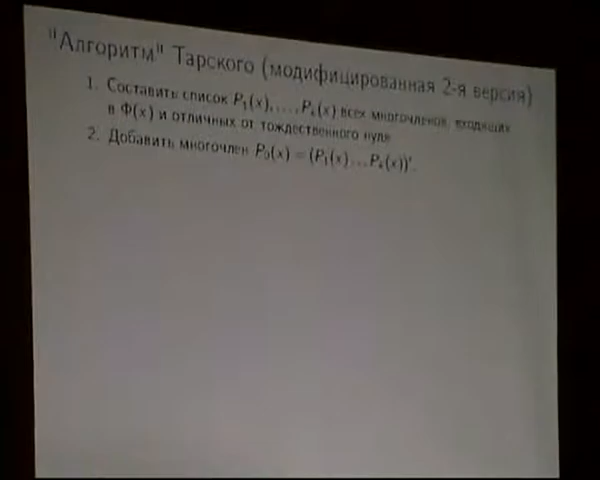 "Алгоритм" Тарского (модифицированная 2-я версия)
1. Составить список P₁(x), …, Pₖ(x) всех многочленов, входящих
в Φ(x) и отличных от тождественного нуля
2. Добавить многочлен P₀(x) = (P₁(x)…Pₖ(x))′.